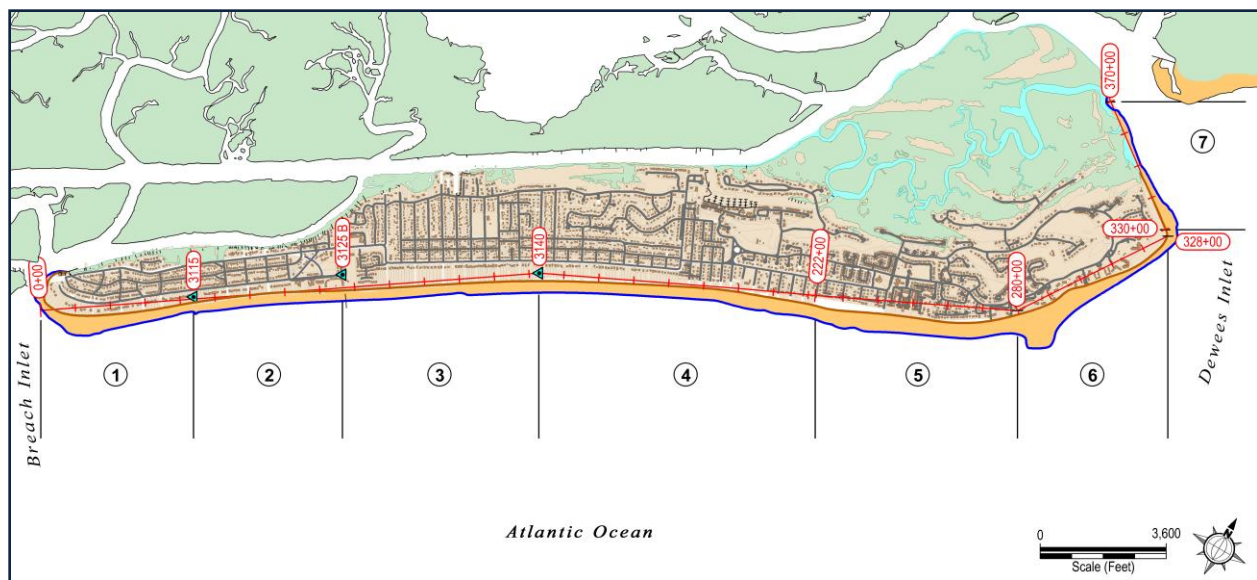 370+00
7
330+00
328+00
3140
222+00
3125 B
280+00
3115
0+00
1
2
3
4
5
6
Breach Inlet
Dewees Inlet
Atlantic Ocean
0 3,600
Scale (Feet)
N